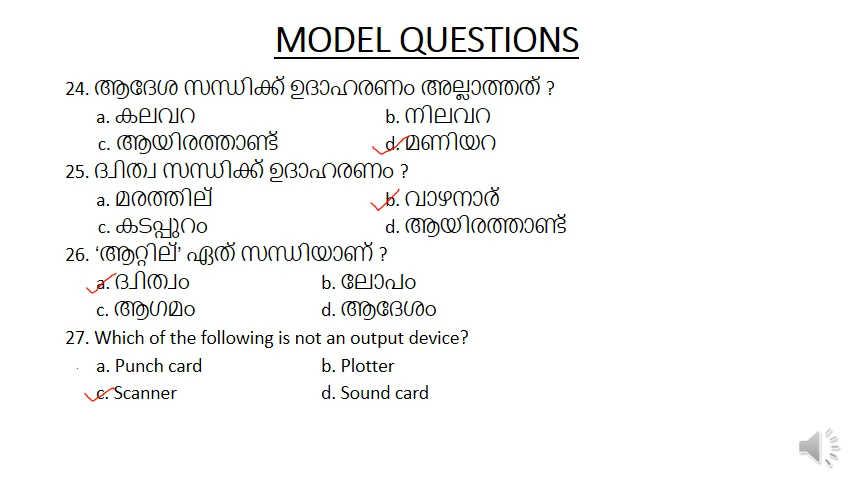 MODEL QUESTIONS
24. ആദേശ സന്ധിക്ക് ഉദാഹരണം അല്ലാത്തത് ?
a. കലവറ b. നിലവറ
c. ആയിരത്താണ്ട് d. മണിയറ
25. ദ്വിത്വ സന്ധിക്ക് ഉദാഹരണം ?
a. മരത്തില് b. വാഴനാര്
c. കടപ്പുറം d. ആയിരത്താണ്ട്
26. ‘ആറ്റില്’ ഏത് സന്ധിയാണ് ?
a. ദ്വിത്വം b. ലോപം
c. ആഗമം d. ആദേശം
27. Which of the following is not an output device?
a. Punch card b. Plotter
c. Scanner d. Sound card